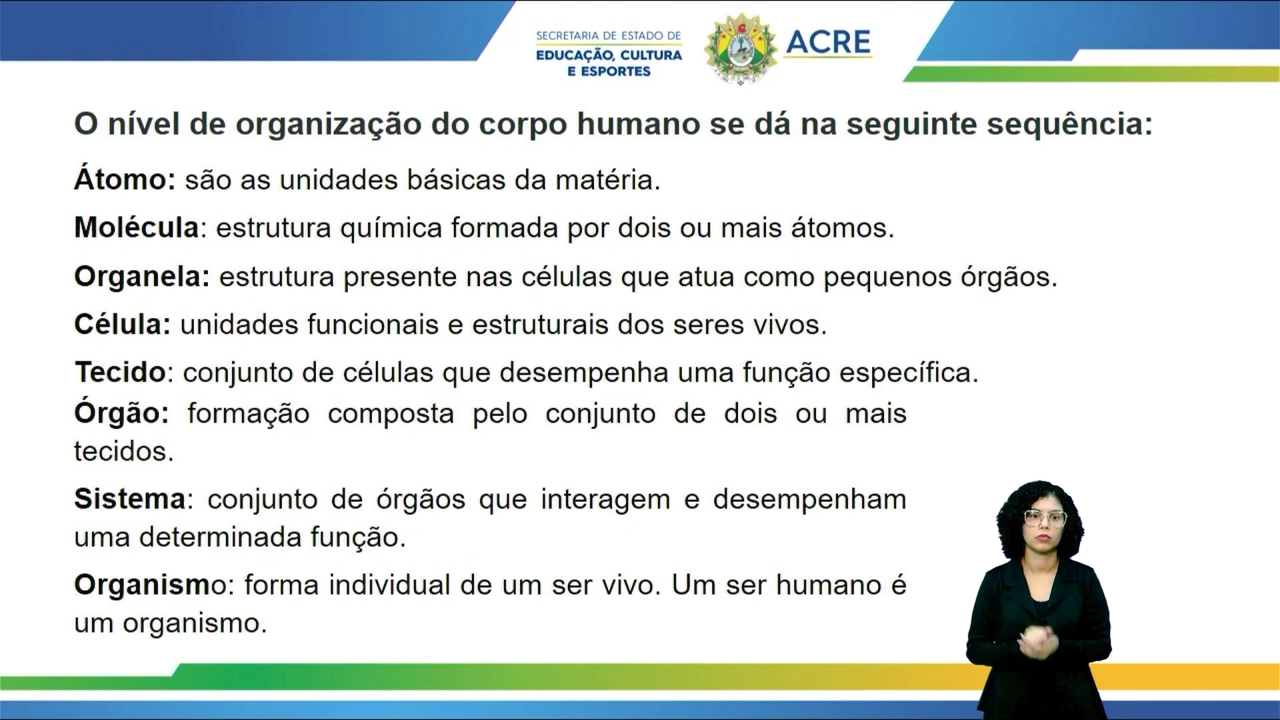 SECRETARIA DE ESTADO DE
EDUCAÇÃO, CULTURA
E ESPORTES
ACRE
O nível de organização do corpo humano se dá na seguinte sequência:
Átomo: são as unidades básicas da matéria.
Molécula: estrutura química formada por dois ou mais átomos.
Organela: estrutura presente nas células que atua como pequenos órgãos.
Célula: unidades funcionais e estruturais dos seres vivos.
Tecido: conjunto de células que desempenha uma função específica.
Órgão: formação composta pelo conjunto de dois ou mais
tecidos.
Sistema: conjunto de órgãos que interagem e desempenham
uma determinada função.
Organismo: forma individual de um ser vivo. Um ser humano é
um organismo.